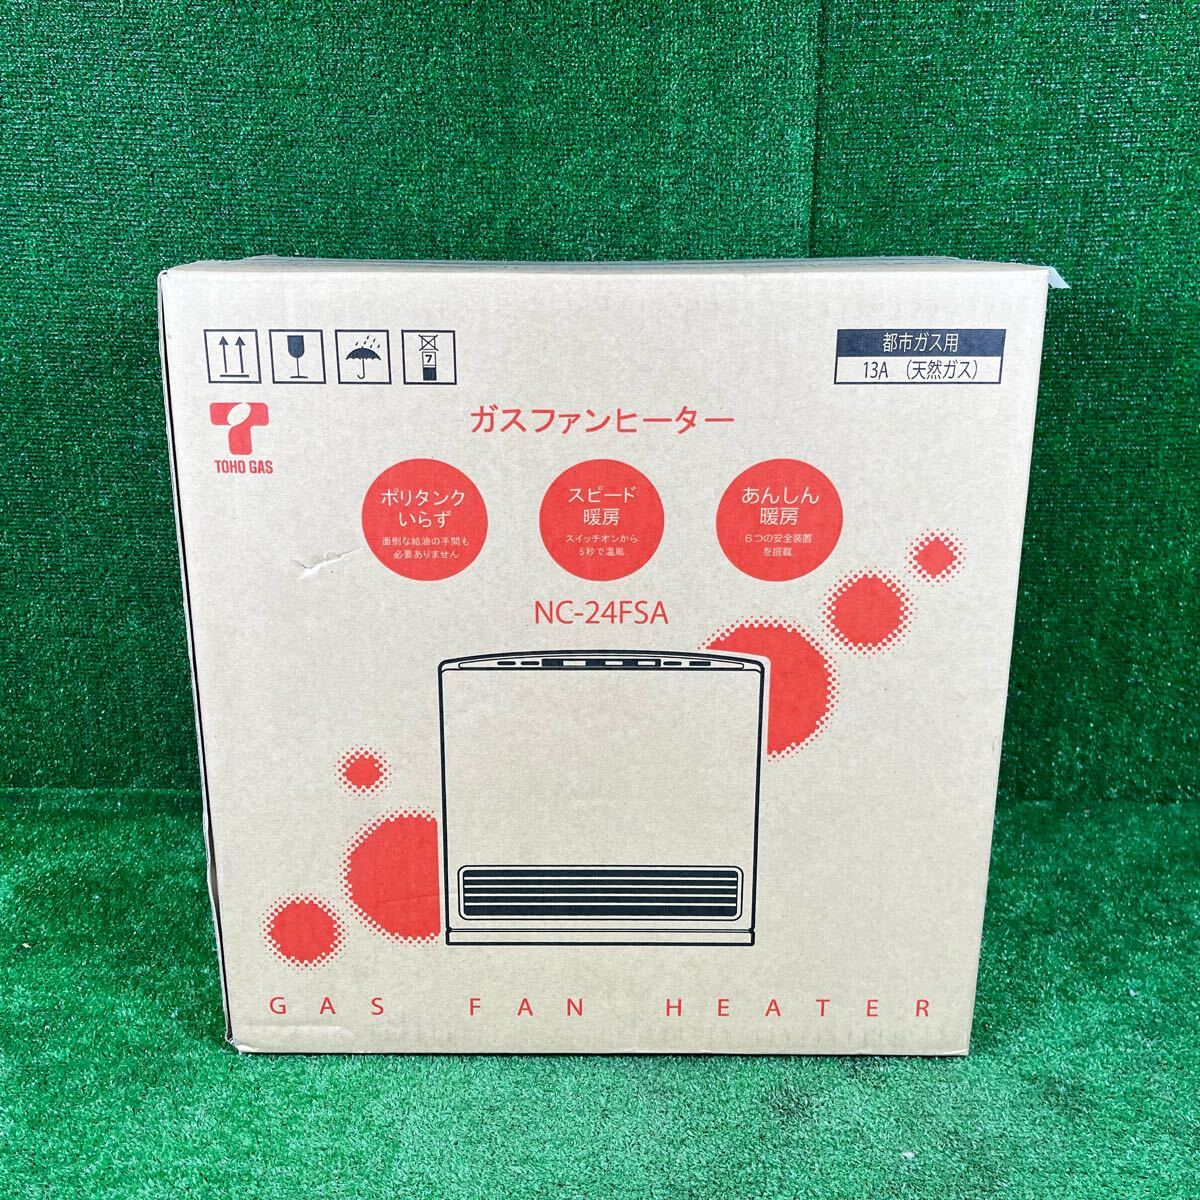 7
都市ガス用
13A （天然ガス）
TOHO GAS
ガスファンヒーター
ポリタンク
いらず
面倒な給油の手間も
必要ありません
スピード
暖房
スイッチオンから
5秒で温風
あんしん
暖房
6つの安全装置
を搭載
NC-24FSA
GAS FAN HEATER